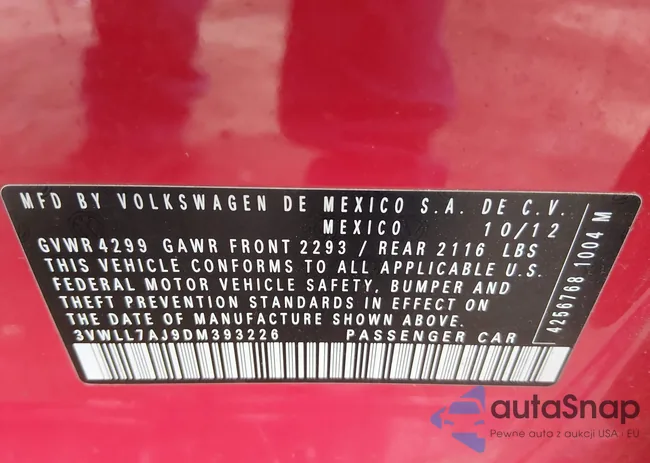 MFD BY VOLKSWAGEN DE MEXICO S.A. DE C.V.
MEXICO 10/12
GVWR 4299 GAWR FRONT 2293 / REAR 2116 LBS
THIS VEHICLE CONFORMS TO ALL APPLICABLE U.S.
FEDERAL MOTOR VEHICLE SAFETY, BUMPER AND
THEFT PREVENTION STANDARDS IN EFFECT ON
THE DATE OF MANUFACTURE SHOWN ABOVE.
3VWLL7AJ9DM393226 PASSENGER CAR
4256768 1004 M
autaSnap
Pewne auta z aukcji USA i EU